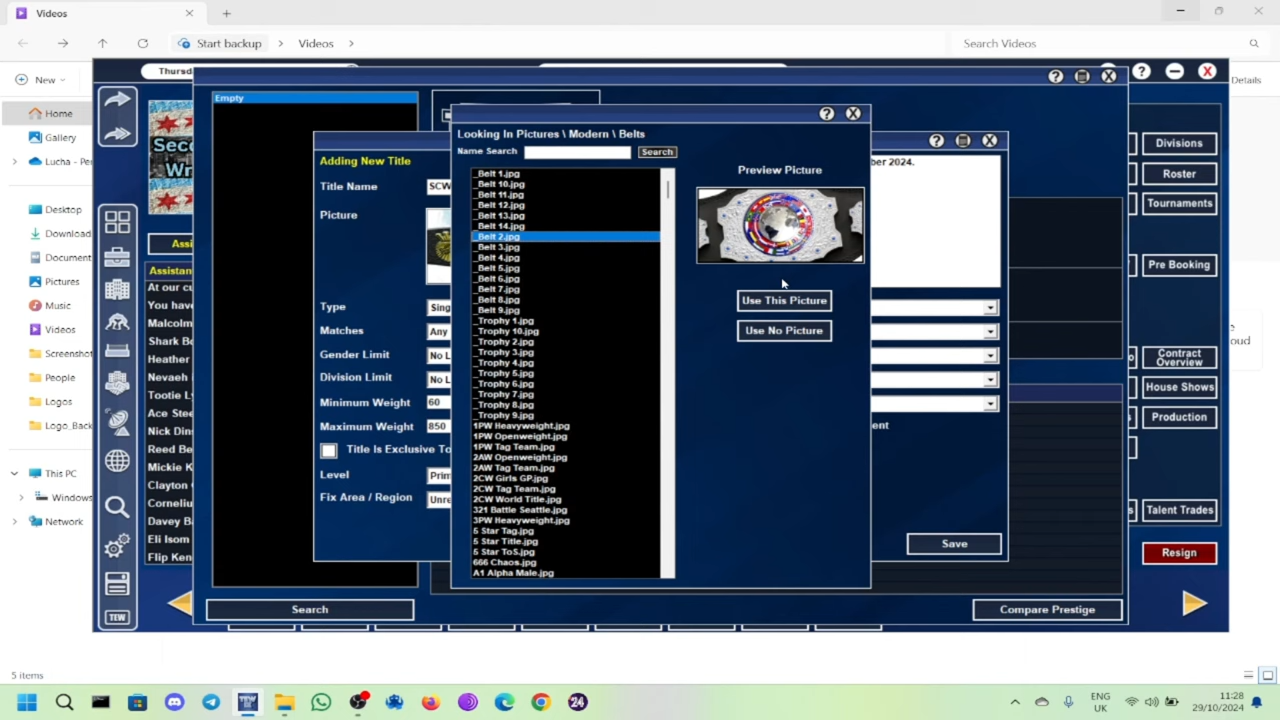 Videos
Start backup
Videos
Search Videos
New
Details
Home
Gallery
Lucha - Pe
Desktop
Download
Document
Pictures
Music
Videos
Screenshot
People
Logos
Logo_Back
This PC
Windows
Network
5 items
Thursd
Assi
Assistan
At our cu
You have
Malcolm
Shark Bo
Heather
Nevaeh i
Tootie Ly
Ace Stee
Nick Dins
Reed Be
Mickie K
Clayton
Corneliu
Davey B
Eli Isom
Flip Ken
TEW
Empty
Search
Compare Prestige
Adding New Title
Title Name
SCW
Picture
Type
Sing
Matches
Any
Gender Limit
No L
Division Limit
No L
Minimum Weight
60
Maximum Weight
850
Title Is Exclusive To
Level
Prim
Fix Area / Region
Unre
ber 2024.
ent
Save
Looking In Pictures \ Modern \ Belts
Name Search
Search
_Belt 1.jpg
_Belt 10.jpg
_Belt 11.jpg
_Belt 12.jpg
_Belt 13.jpg
_Belt 14.jpg
_Belt 2.jpg
_Belt 3.jpg
_Belt 4.jpg
_Belt 5.jpg
_Belt 6.jpg
_Belt 7.jpg
_Belt 8.jpg
_Belt 9.jpg
_Trophy 1.jpg
_Trophy 10.jpg
_Trophy 2.jpg
_Trophy 3.jpg
_Trophy 4.jpg
_Trophy 5.jpg
_Trophy 6.jpg
_Trophy 7.jpg
_Trophy 8.jpg
_Trophy 9.jpg
1PW Heavyweight.jpg
1PW Openweight.jpg
1PW Tag Team.jpg
2AW Openweight.jpg
2AW Tag Team.jpg
2CW Girls GP.jpg
2CW Tag Team.jpg
2CW World Title.jpg
321 Battle Seattle.jpg
3PW Heavyweight.jpg
5 Star Tag.jpg
5 Star Title.jpg
5 Star ToS.jpg
666 Chaos.jpg
A1 Alpha Male.jpg
Preview Picture
Use This Picture
Use No Picture
Divisions
Roster
Tournaments
Pre Booking
Contract
Overview
House Shows
Production
Talent Trades
Resign
oud
ENG
UK
11:28
29/10/2024
24